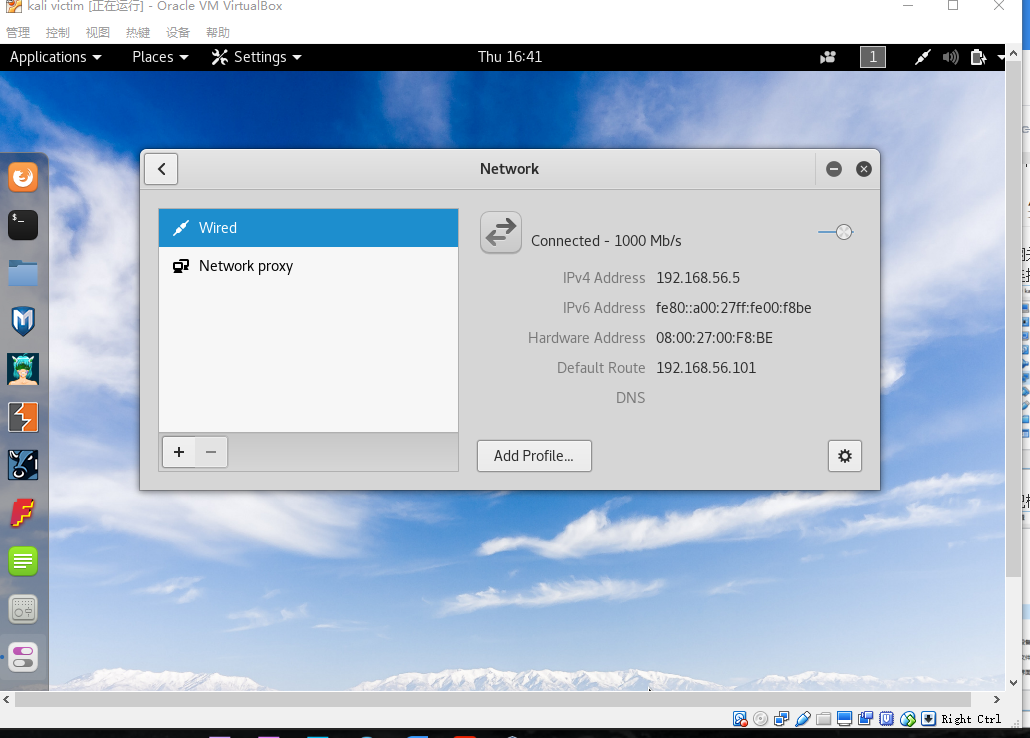 kali victim [正在运行] - Oracle VM VirtualBox
管理 控制 视图 热键 设备 帮助
Applications Places Settings Thu 16:41 1
Network
Wired
Network proxy
Connected - 1000 Mb/s
IPv4 Address 192.168.56.5
IPv6 Address fe80::a00:27ff:fe00:f8be
Hardware Address 08:00:27:00:F8:BE
Default Route 192.168.56.101
DNS
Add Profile...
Right Ctrl